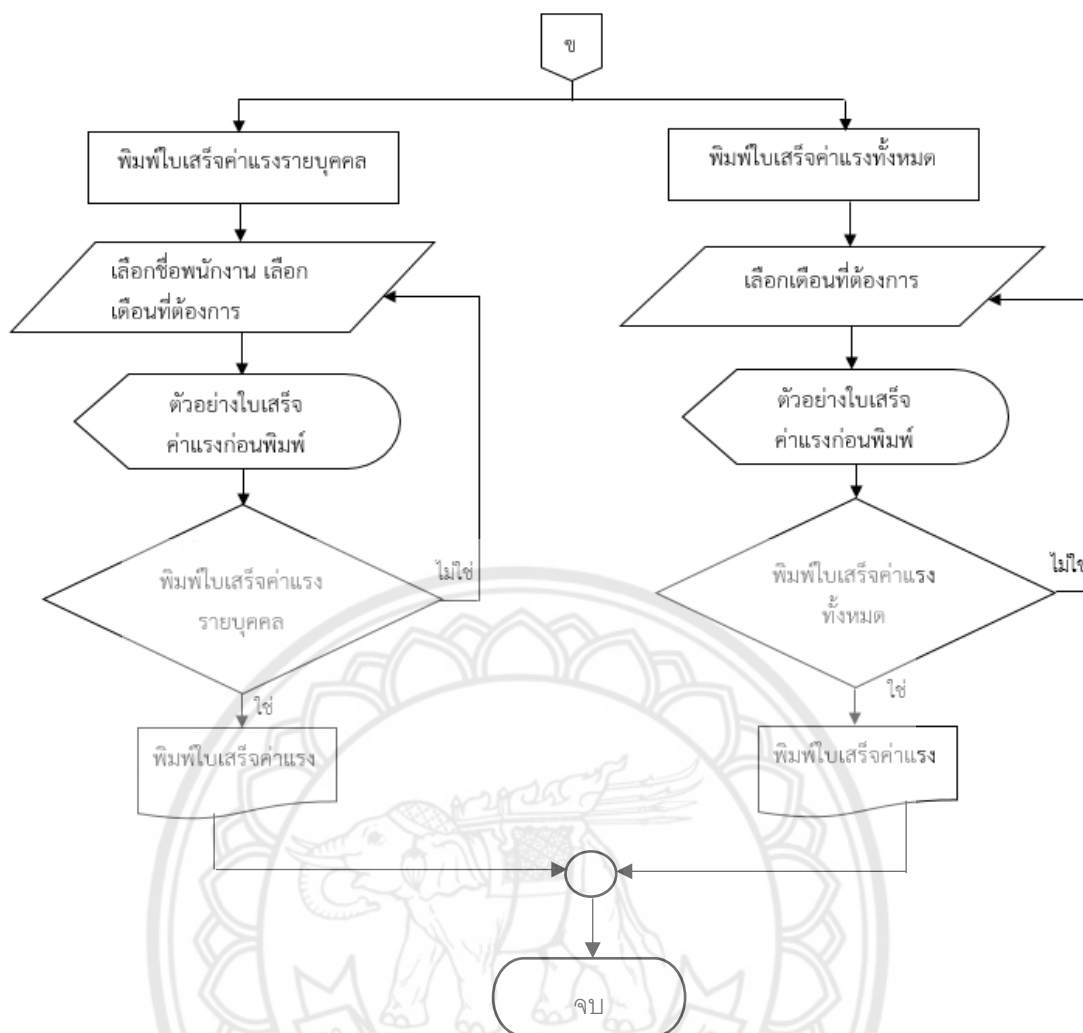 ข
พิมพ์ใบเสร็จค่าแรงรายบุคคล
เลือกชื่อพนักงาน เลือก
เดือนที่ต้องการ
ตัวอย่างใบเสร็จ
ค่าแรงก่อนพิมพ์
พิมพ์ใบเสร็จค่าแรง
รายบุคคล
ไม่ใช่
ใช่
พิมพ์ใบเสร็จค่าแรง
พิมพ์ใบเสร็จค่าแรงทั้งหมด
เลือกเดือนที่ต้องการ
ตัวอย่างใบเสร็จ
ค่าแรงก่อนพิมพ์
พิมพ์ใบเสร็จค่าแรง
ทั้งหมด
ไม่ใช่
ใช่
พิมพ์ใบเสร็จค่าแรง
จบ